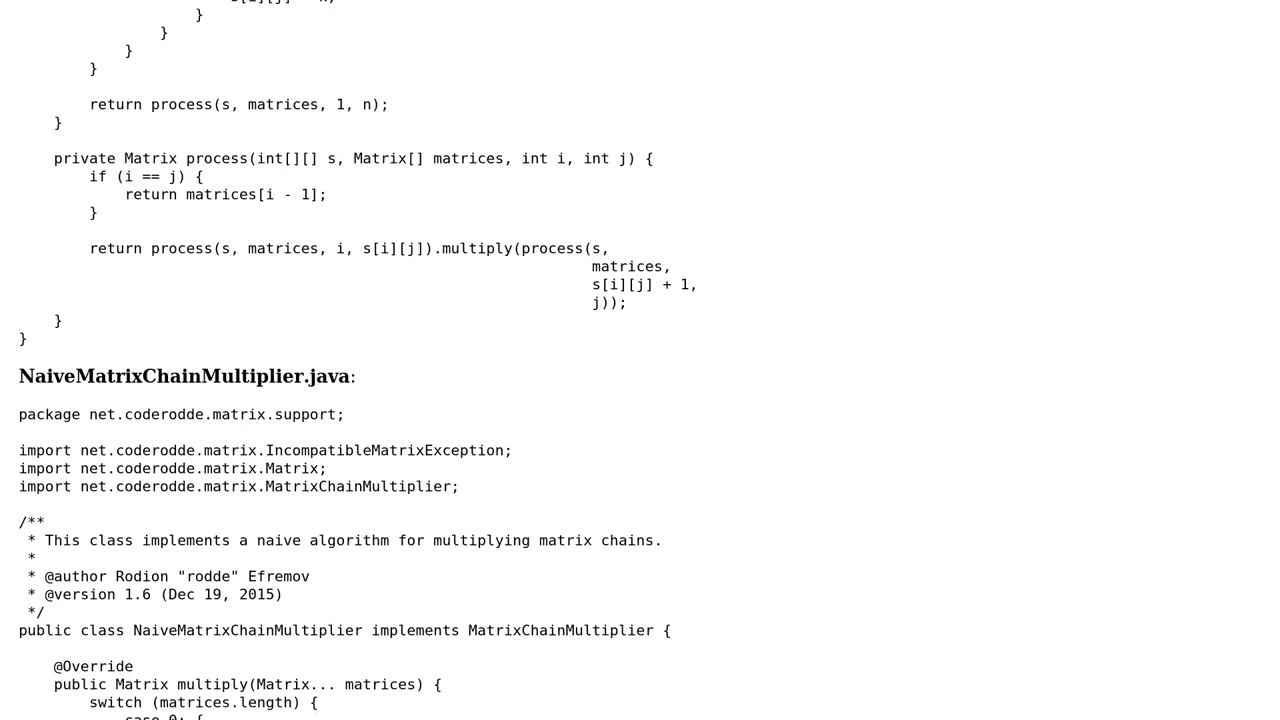 }
}
}
}

return process(s, matrices, 1, n);
}

private Matrix process(int[][] s, Matrix[] matrices, int i, int j) {
if (i == j) {
return matrices[i - 1];
}

return process(s, matrices, i, s[i][j]).multiply(process(s,
matrices,
s[i][j] + 1,
j));
}
}

NaiveMatrixChainMultiplier.java:

package net.coderodde.matrix.support;

import net.coderodde.matrix.IncompatibleMatrixException;
import net.coderodde.matrix.Matrix;
import net.coderodde.matrix.MatrixChainMultiplier;

/**
* This class implements a naive algorithm for multiplying matrix chains.
*
* @author Rodion "rodde" Efremov
* @version 1.6 (Dec 19, 2015)
*/
public class NaiveMatrixChainMultiplier implements MatrixChainMultiplier {

@Override
public Matrix multiply(Matrix... matrices) {
switch (matrices.length) {
case 0: {